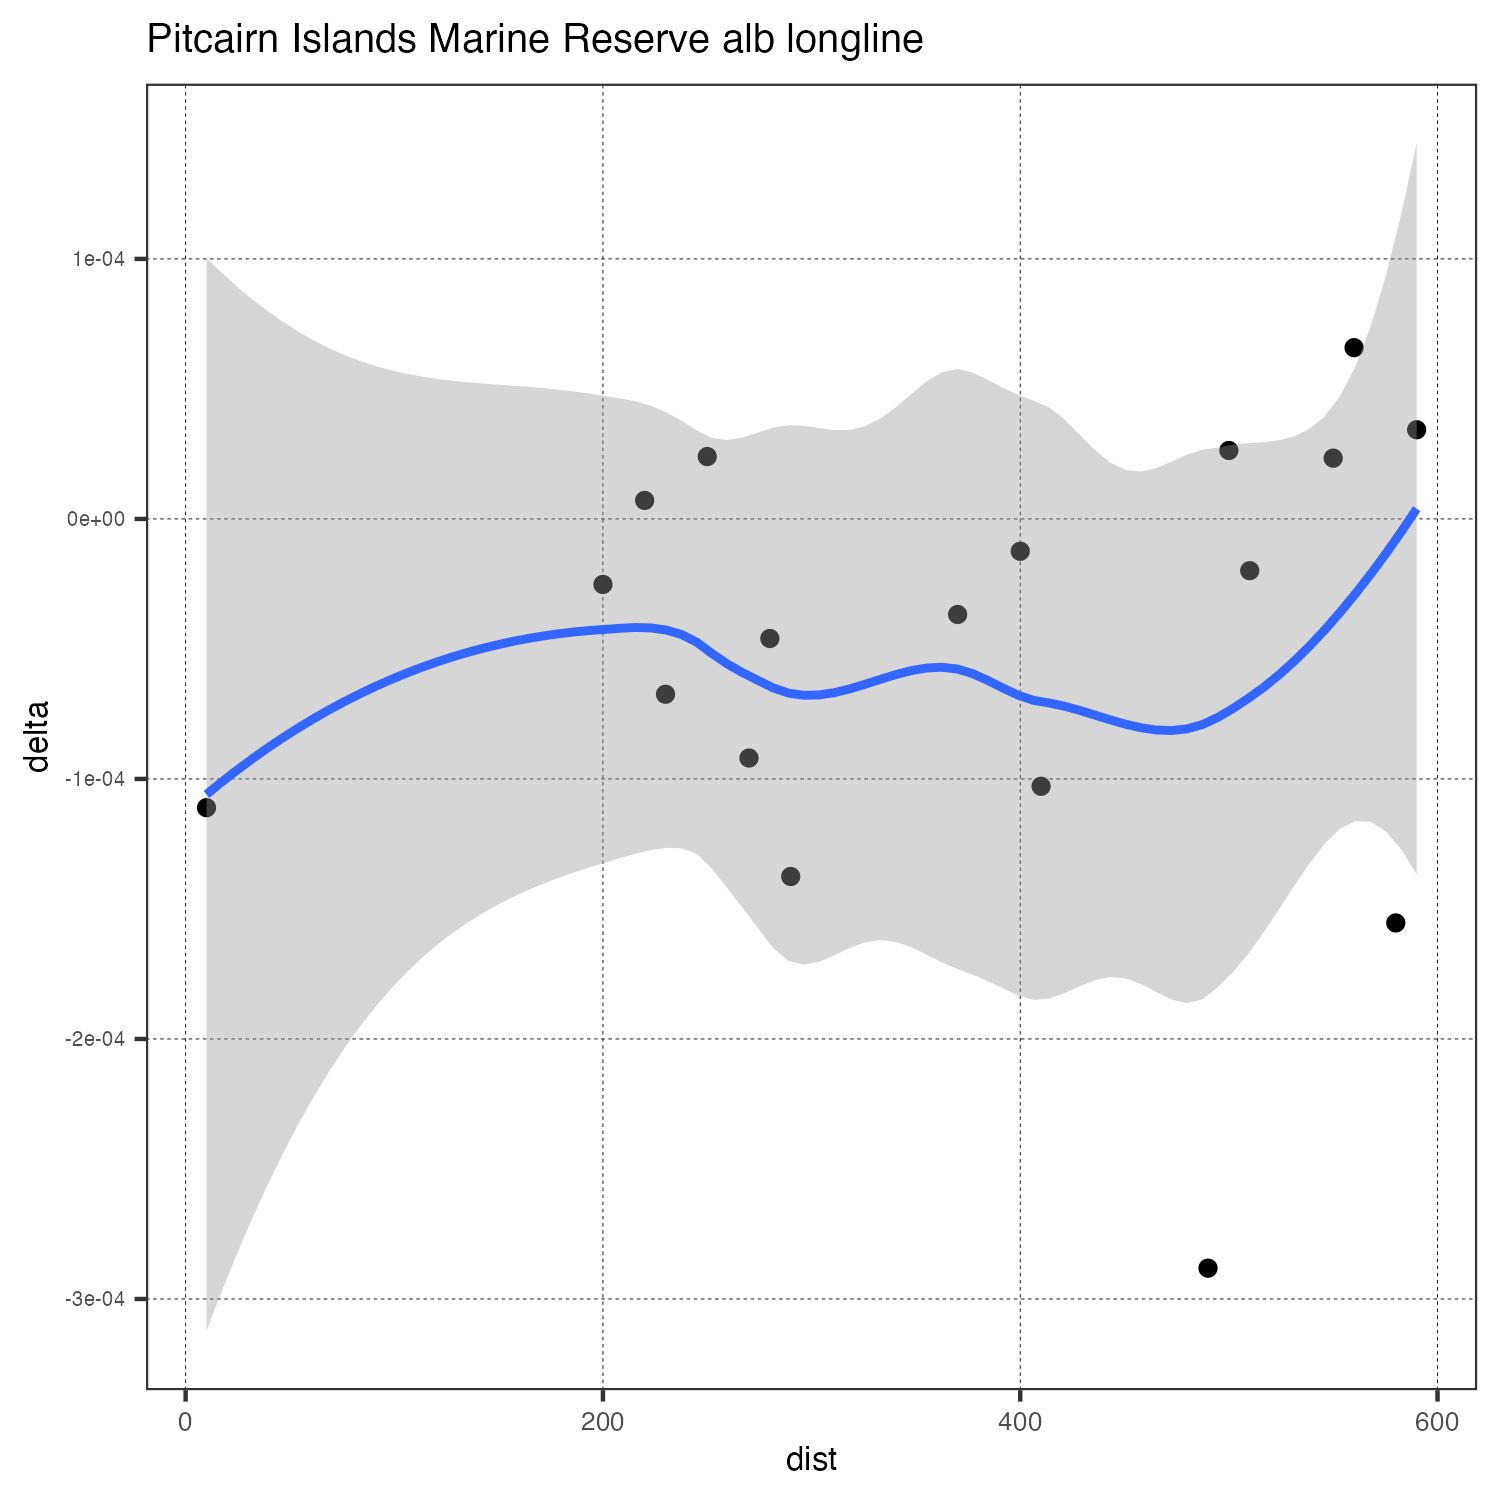 Pitcairn Islands Marine Reserve alb longline
1e-04
0e+00
-1e-04
-2e-04
-3e-04
delta
0 200 400 600
dist